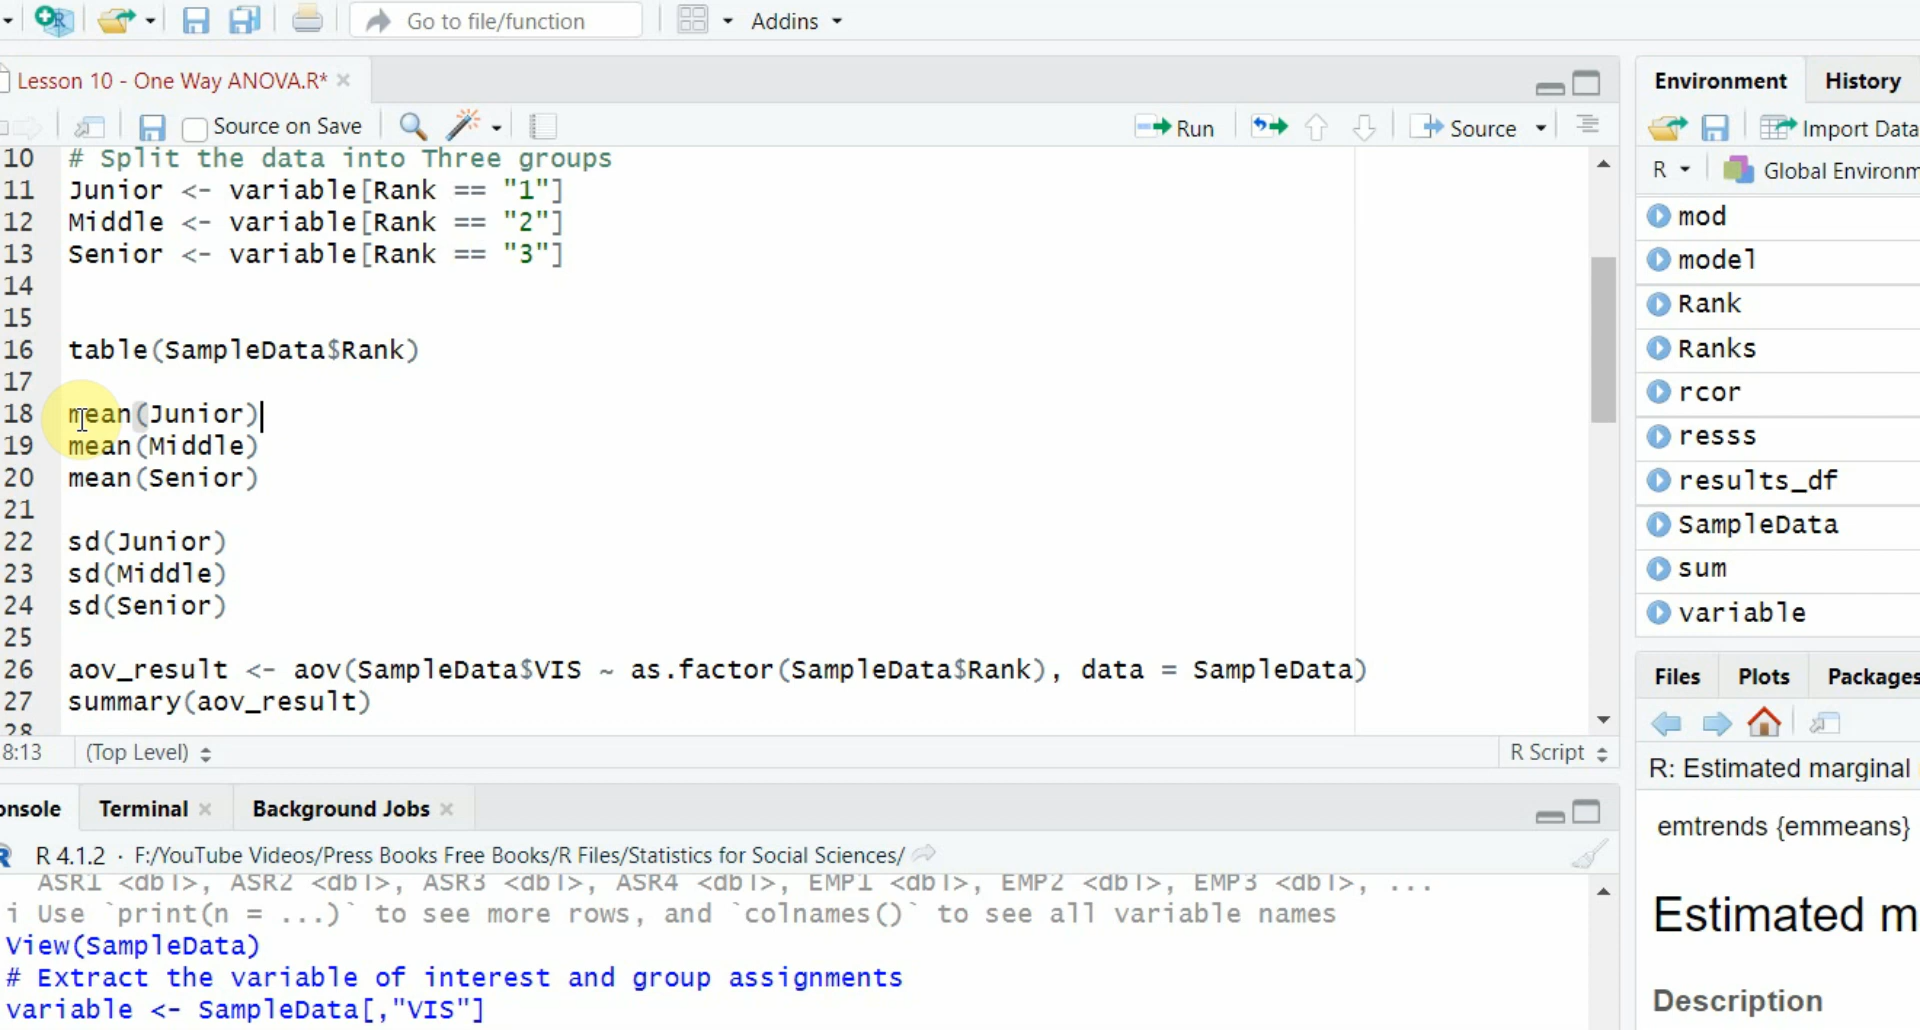 Go to file/function
Addins
Lesson 10 - One Way ANOVA.R*
Source on Save
Run
Source
10 # Split the data into Three groups
11 Junior <- variable[Rank == "1"]
12 Middle <- variable[Rank == "2"]
13 Senior <- variable[Rank == "3"]
14
15
16 table(SampleData$Rank)
17
18 mean(Junior)
19 mean(Middle)
20 mean(Senior)
21
22 sd(Junior)
23 sd(Middle)
24 sd(Senior)
25
26 aov_result <- aov(SampleData$VIS ~ as.factor(SampleData$Rank), data = SampleData)
27 summary(aov_result)
28
8:13 (Top Level)
R Script
onsole
Terminal
Background Jobs
R 4.1.2 · F:/YouTube Videos/Press Books Free Books/R Files/Statistics for Social Sciences/
ASR1 <dbl>, ASR2 <dbl>, ASR3 <dbl>, ASR4 <dbl>, EMP1 <dbl>, EMP2 <dbl>, EMP3 <dbl>, ...
i Use `print(n = ...)` to see more rows, and `colnames()` to see all variable names
View(SampleData)
# Extract the variable of interest and group assignments
variable <- SampleData[,"VIS"]
Environment
History
Import Data
R
Global Environm
mod
model
Rank
Ranks
rcor
resss
results_df
SampleData
sum
variable
Files
Plots
Packages
R: Estimated marginal
emtrends {emmeans}
Estimated m
Description